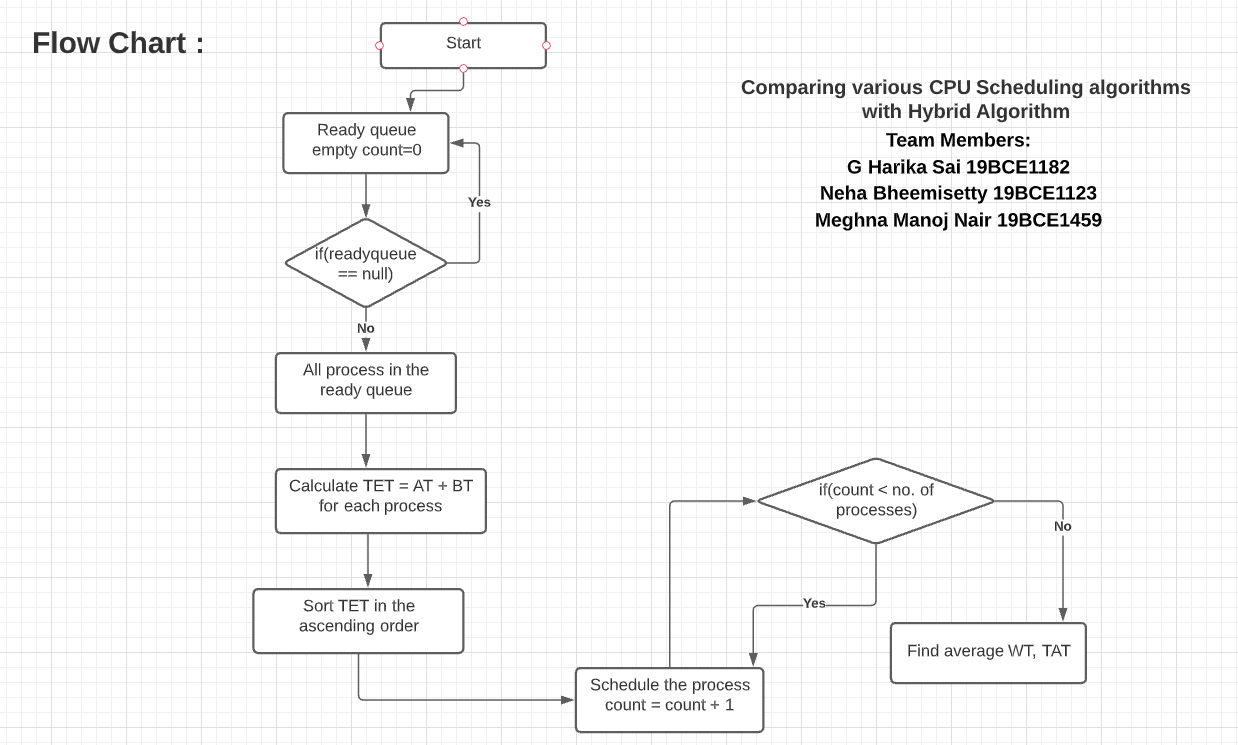 Flow Chart :
Start
Comparing various CPU Scheduling algorithms
with Hybrid Algorithm
Team Members:
G Harika Sai 19BCE1182
Neha Bheemisetty 19BCE1123
Meghna Manoj Nair 19BCE1459
Ready queue
empty count=0
Yes
if(readyqueue
== null)
No
All process in the
ready queue
Calculate TET = AT + BT
for each process
Sort TET in the
ascending order
Schedule the process
count = count + 1
if(count < no. of
processes)
Yes
No
Find average WT, TAT